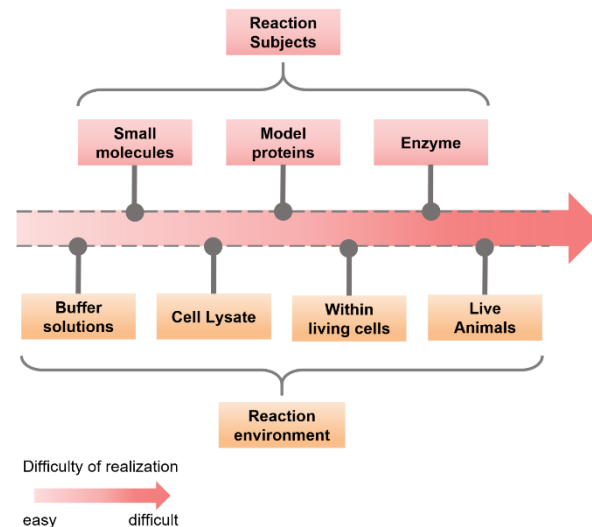 Reaction
Subjects
Small
molecules
Model
proteins
Enzyme
Buffer
solutions
Cell Lysate
Within
living cells
Live
Animals
Reaction
environment
Difficulty of realization
easy
difficult